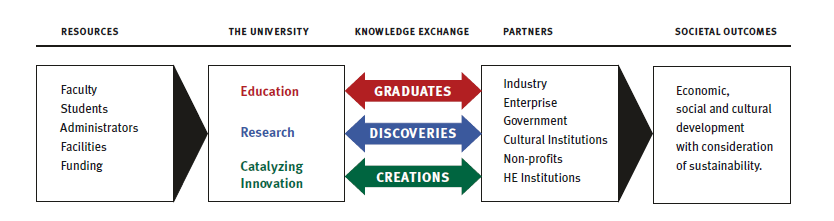 RESOURCES
THE UNIVERSITY
KNOWLEDGE EXCHANGE
PARTNERS
SOCIETAL OUTCOMES
Faculty
Students
Administrators
Facilities
Funding
Education
Research
Catalyzing
Innovation
GRADUATES
DISCOVERIES
CREATIONS
Industry
Enterprise
Government
Cultural Institutions
Non-profits
HE Institutions
Economic,
social and cultural
development
with consideration
of sustainability.